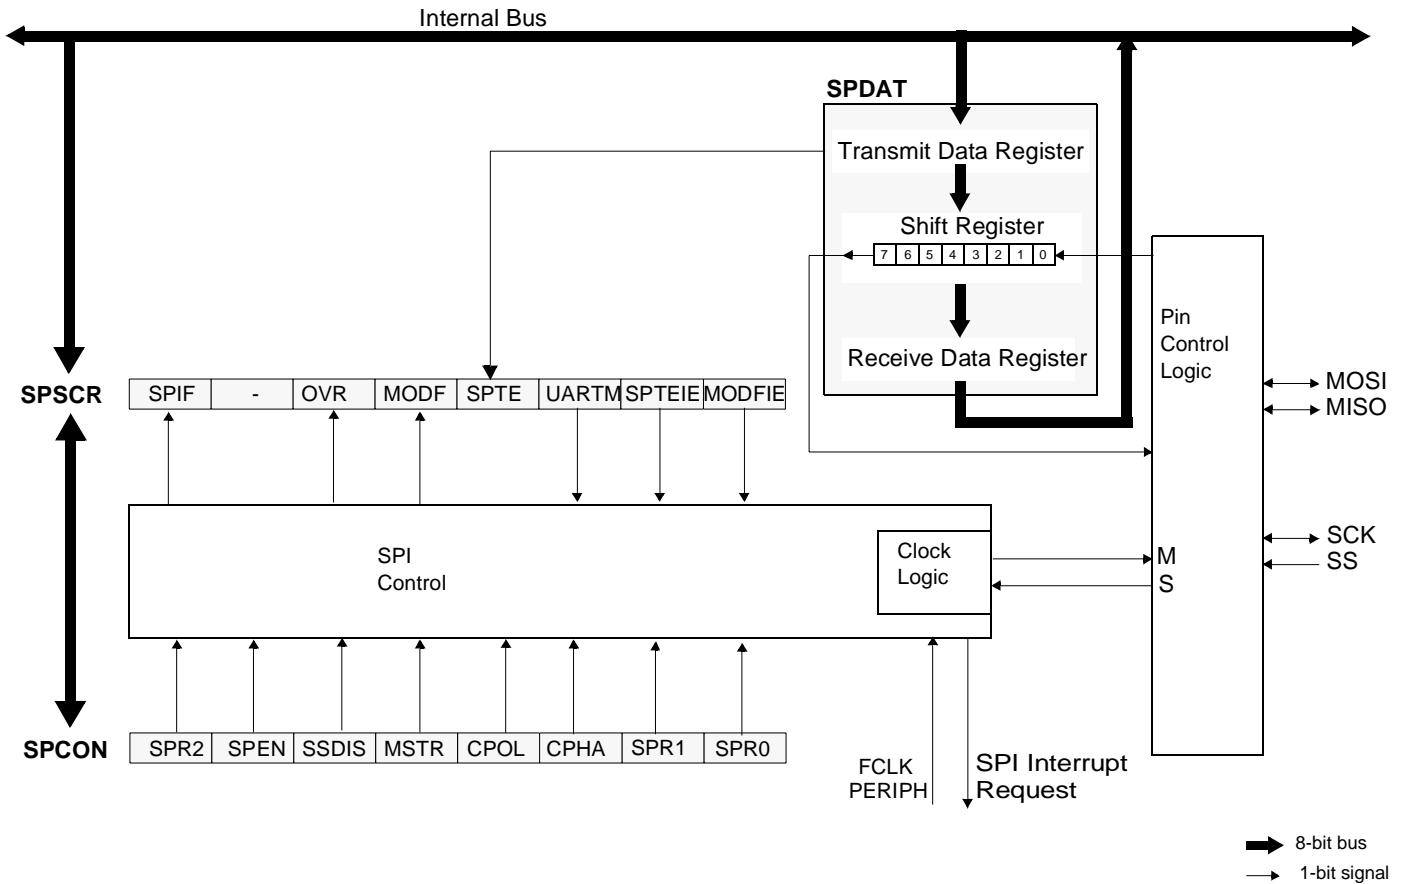 Internal Bus
SPDAT
Transmit Data Register
Shift Register
7 6 5 4 3 2 1 0
Receive Data Register
Pin
Control
Logic
MOSI
MISO
SPSCR
SPIF - OVR MODF SPTE UARTM SPTEIE MODFIE
SPI
Control
Clock
Logic
M
S
SCK
SS
SPCON
SPR2 SPEN SSDIS MSTR CPOL CPHA SPR1 SPR0
FCLK
PERIPH
SPI Interrupt
Request
8-bit bus
1-bit signal